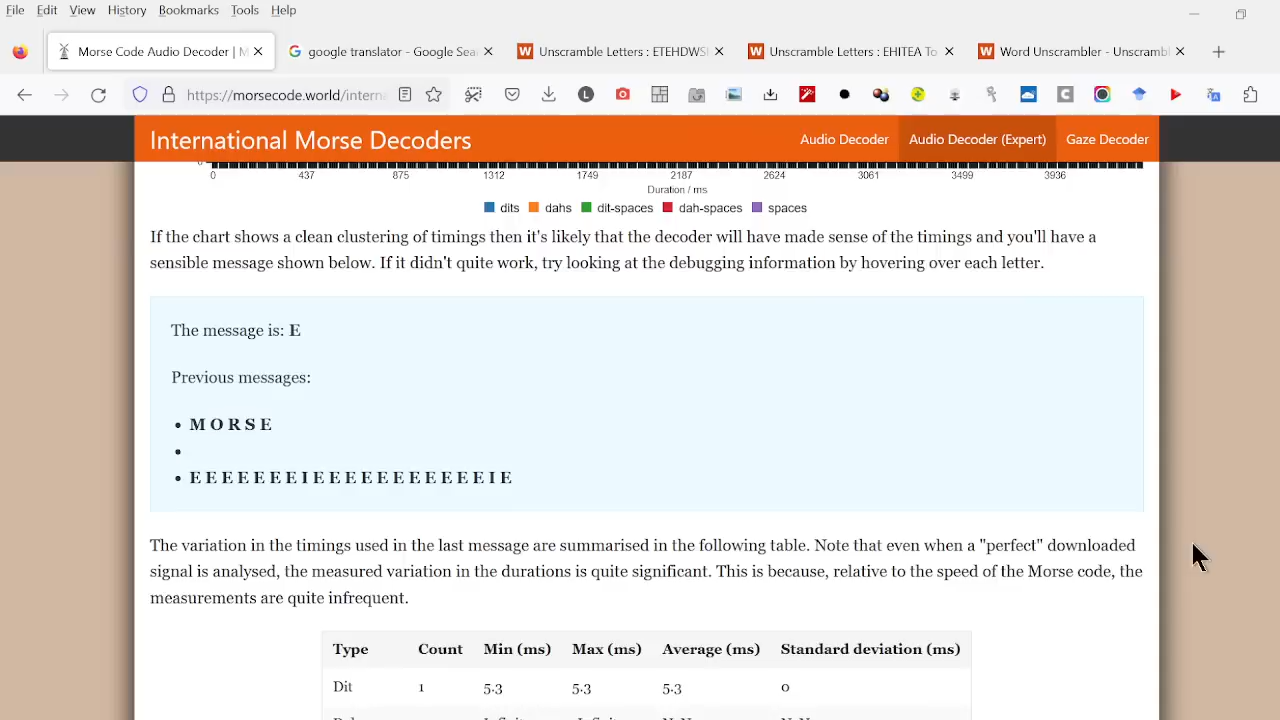 File Edit View History Bookmarks Tools Help
Morse Code Audio Decoder | M
google translator - Google Sea
Unscramble Letters : ETEHDWS
Unscramble Letters : EHITEA To
Word Unscrambler - Unscrambl
https://morsecode.world/interna
International Morse Decoders
Audio Decoder Audio Decoder (Expert) Gaze Decoder
0 437 875 1312 1749 2187 2624 3061 3499 3936
Duration / ms
dits dahs dit-spaces dah-spaces spaces
If the chart shows a clean clustering of timings then it's likely that the decoder will have made sense of the timings and you'll have a
sensible message shown below. If it didn't quite work, try looking at the debugging information by hovering over each letter.
The message is: E
Previous messages:
• M O R S E
•
• E E E E E E E I E E E E E E E E E E E I E
The variation in the timings used in the last message are summarised in the following table. Note that even when a "perfect" downloaded
signal is analysed, the measured variation in the durations is quite significant. This is because, relative to the speed of the Morse code, the
measurements are quite infrequent.
Type Count Min (ms) Max (ms) Average (ms) Standard deviation (ms)
Dit 1 5.3 5.3 5.3 0